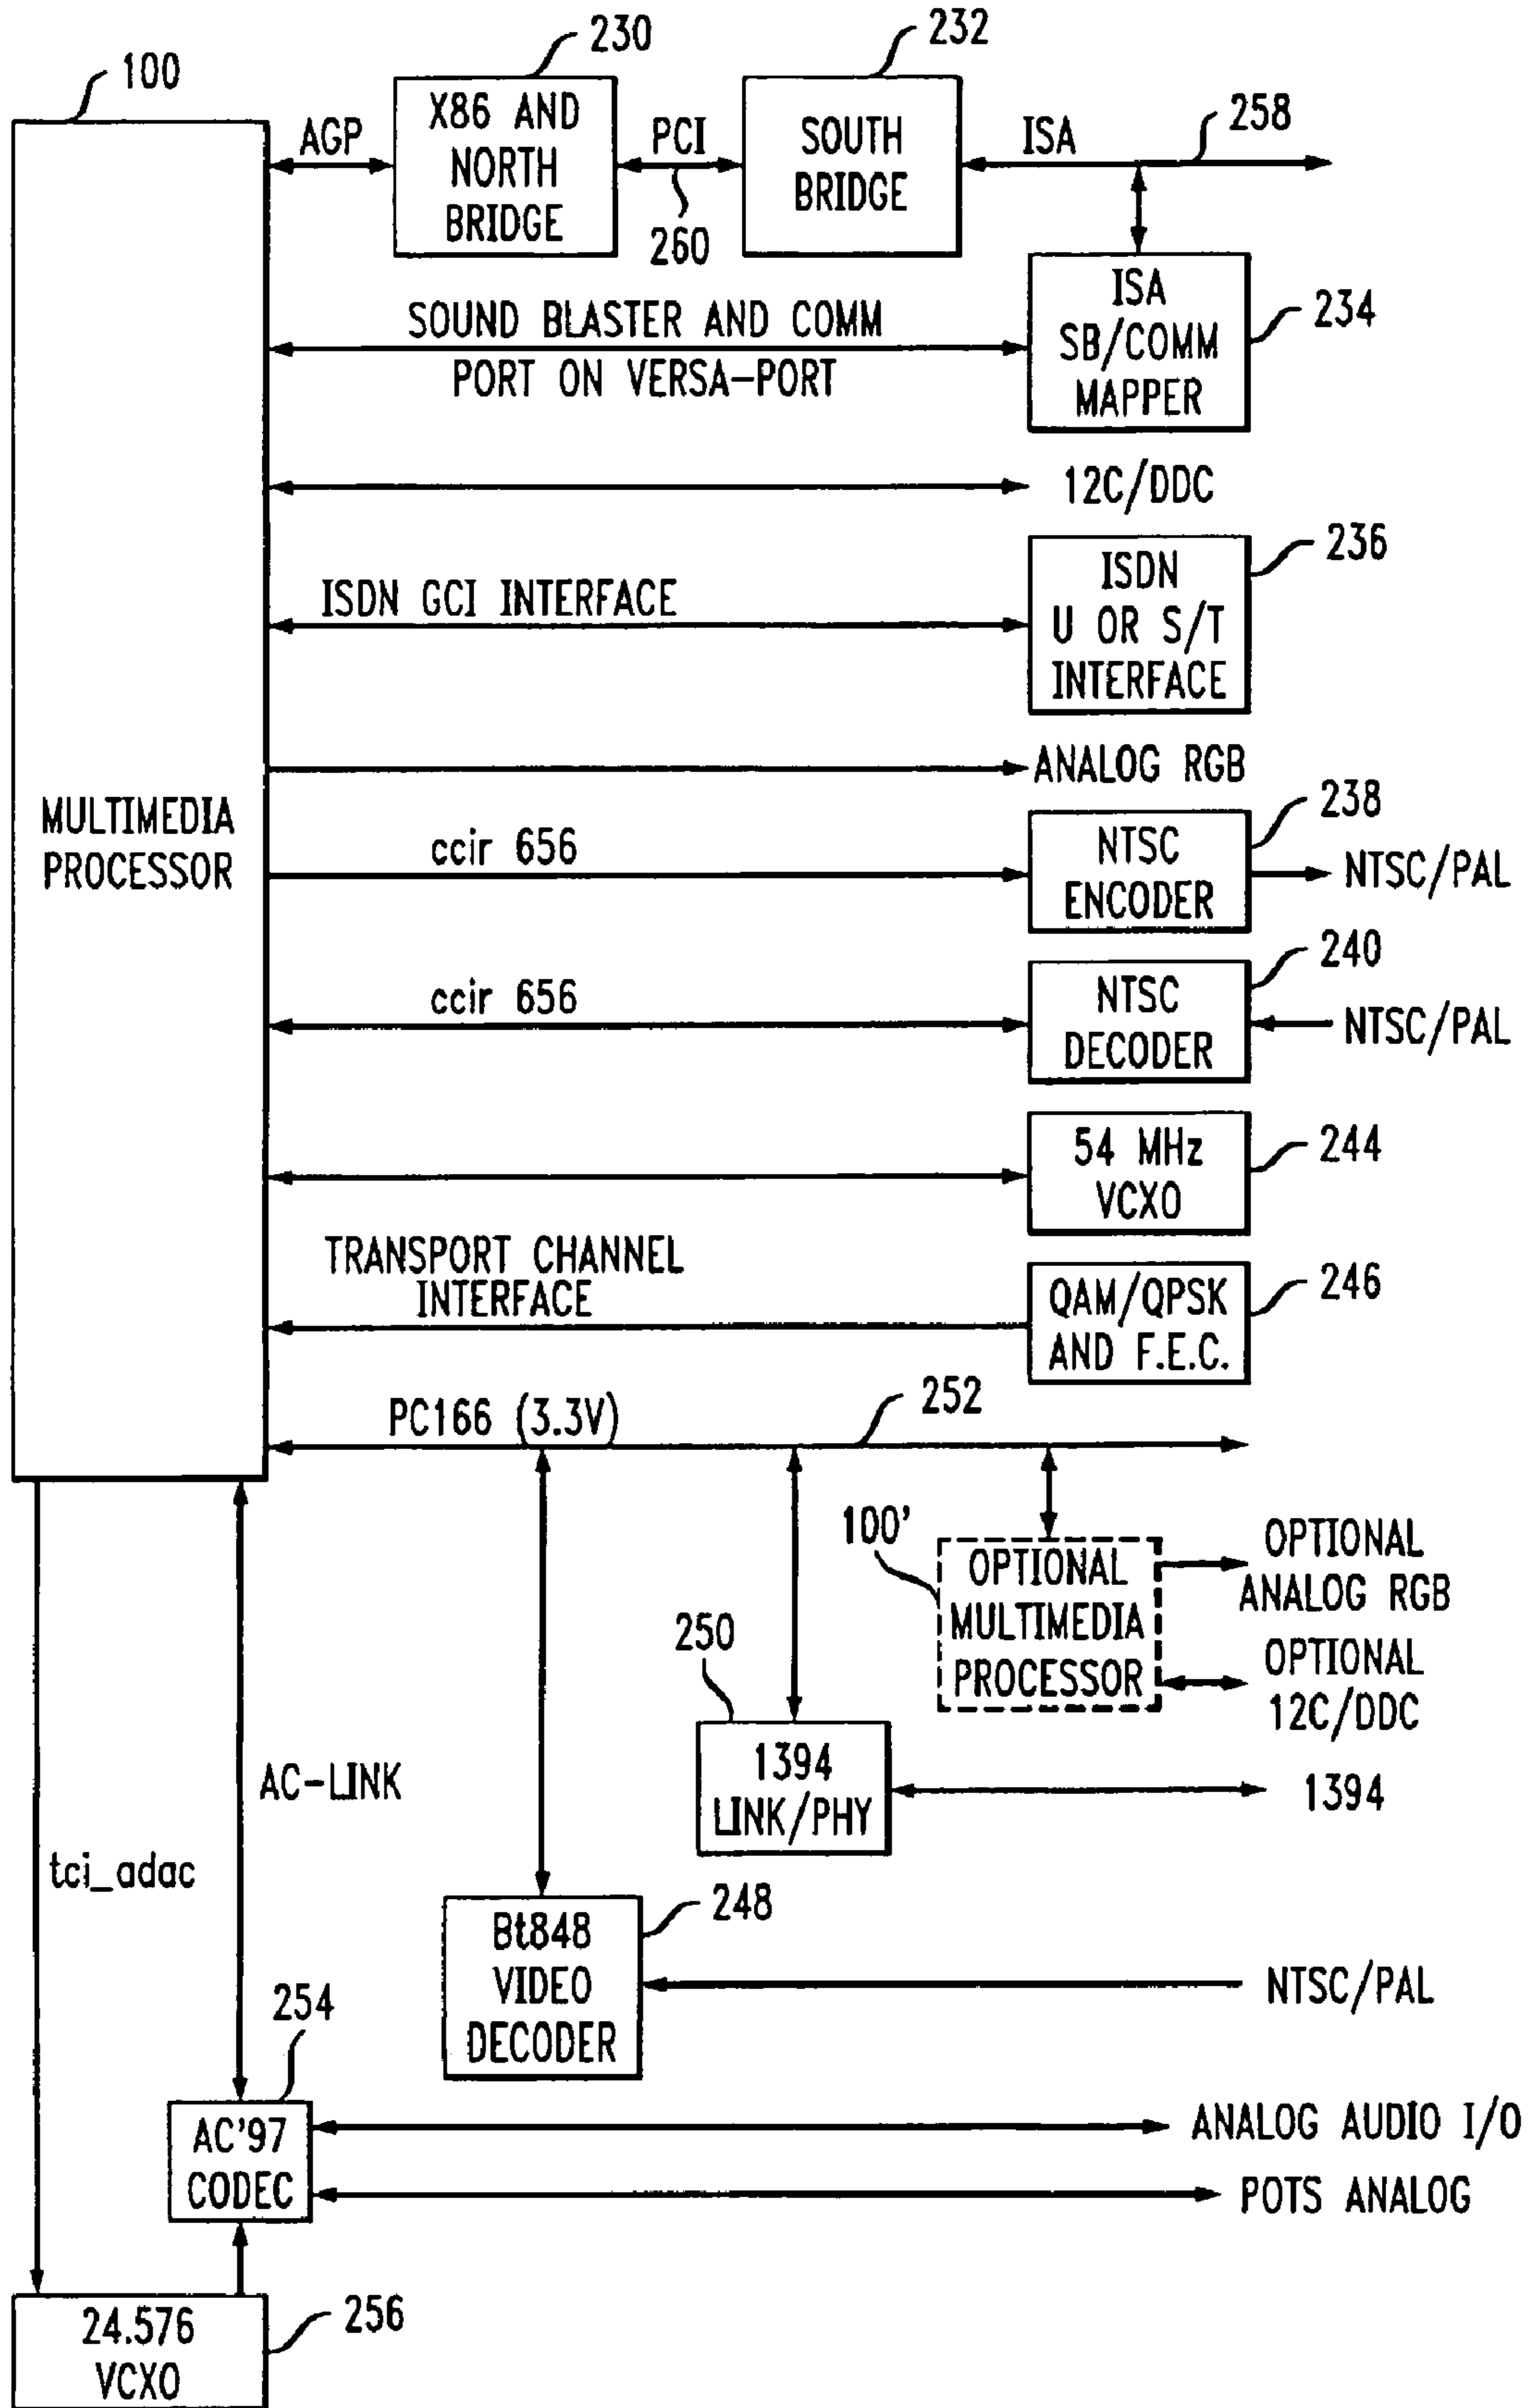 100
230
232
X86 AND
NORTH
BRIDGE
SOUTH
BRIDGE
AGP
PCI
260
ISA
258
SOUND BLASTER AND COMM
PORT ON VERSA-PORT
ISA
SB/COMM
MAPPER
234
12C/DDC
ISDN GCI INTERFACE
ISDN
U OR S/T
INTERFACE
236
ANALOG RGB
MULTIMEDIA
PROCESSOR
ccir 656
NTSC
ENCODER
238
NTSC/PAL
ccir 656
NTSC
DECODER
240
NTSC/PAL
54 MHz
VCXO
244
TRANSPORT CHANNEL
INTERFACE
QAM/QPSK
AND F.E.C.
246
PC166 (3.3V)
252
100'
OPTIONAL
MULTIMEDIA
PROCESSOR
OPTIONAL
ANALOG RGB
OPTIONAL
12C/DDC
250
1394
LINK/PHY
1394
AC-LINK
tci_adac
Bt848
VIDEO
DECODER
248
NTSC/PAL
254
AC'97
CODEC
ANALOG AUDIO I/O
POTS ANALOG
24.576
VCXO
256